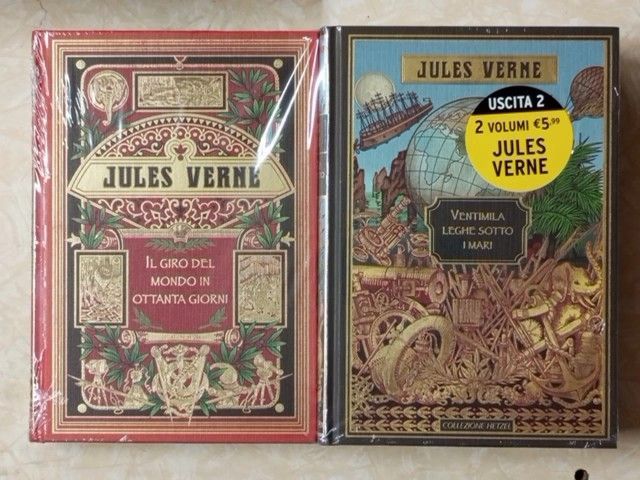 JULES VERNE
IL GIRO DEL
MONDO IN
OTTANTA GIORNI
JULES VERNE
USCITA 2
2 VOLUMI €5,99
JULES
VERNE
VENTIMILA
LEGHE SOTTO
I MARI
COLLEZIONE HETZEL